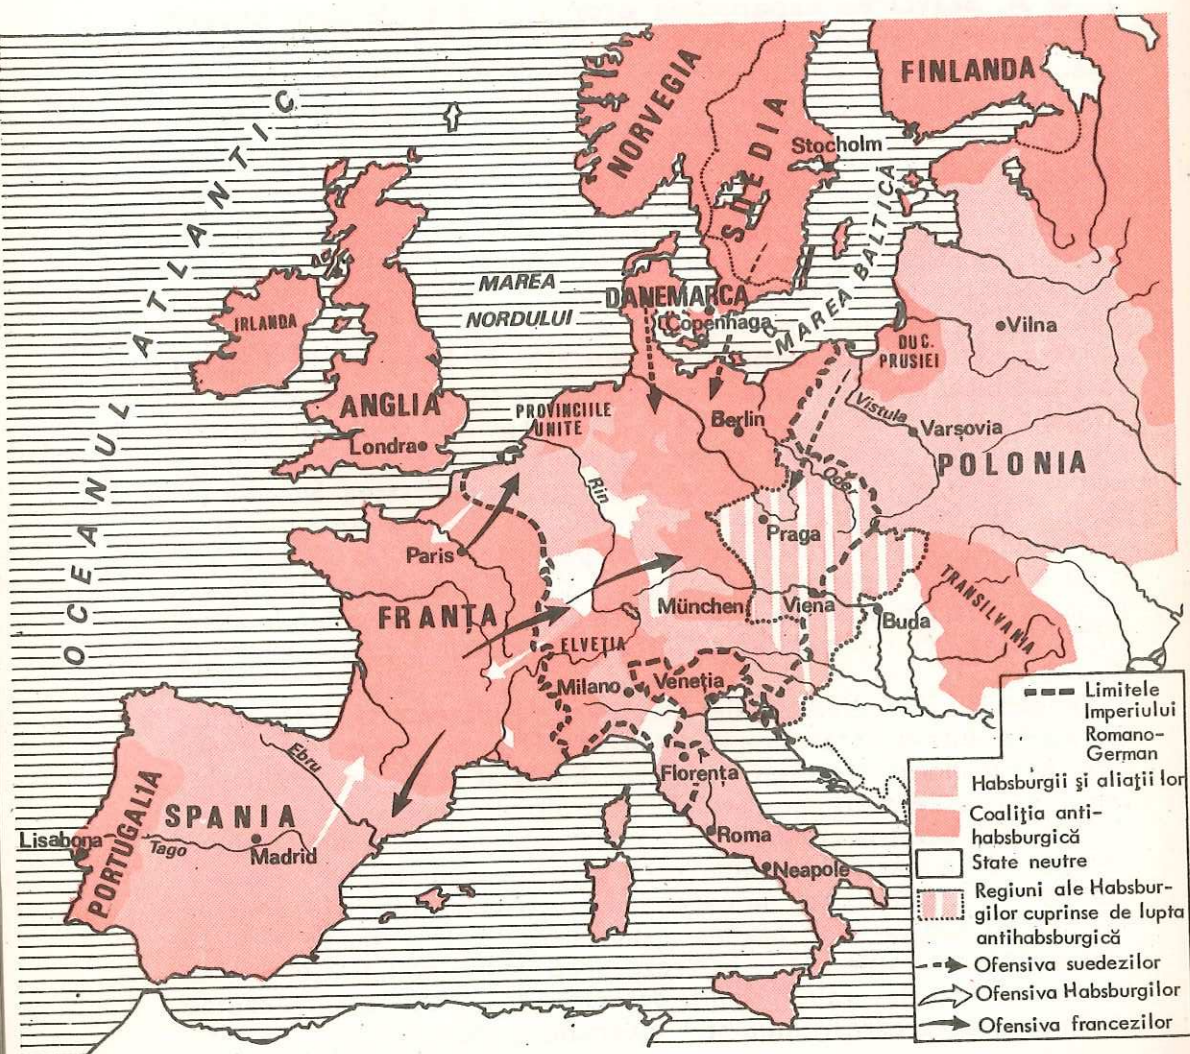 OCEANUL ATLANTIC
NORVEGIA
SUEDIA
FINLANDA
Stocholm
MAREA BALTICĂ
MAREA
NORDULUI
DANEMARCA
Copenhaga
IRLANDA
ANGLIA
Londra
PROVINCIILE
UNITE
Berlin
DUC.
PRUSIEI
Vilna
Vistula
Varșovia
POLONIA
Rin
Oder
Praga
Paris
FRANȚA
München
Viena
Buda
TRANSILVANIA
ELVEȚIA
Milano
Veneția
Florența
Roma
Neapole
Ebru
SPANIA
Madrid
Tago
Lisabona
PORTUGALIA
Limitele
Imperiului
Romano-
German
Habsburgii și aliații lor
Coaliția anti-
habsburgică
State neutre
Regiuni ale Habsbur-
gilor cuprinse de lupta
antihabsburgică
Ofensiva suedezilor
Ofensiva Habsburgilor
Ofensiva francezilor